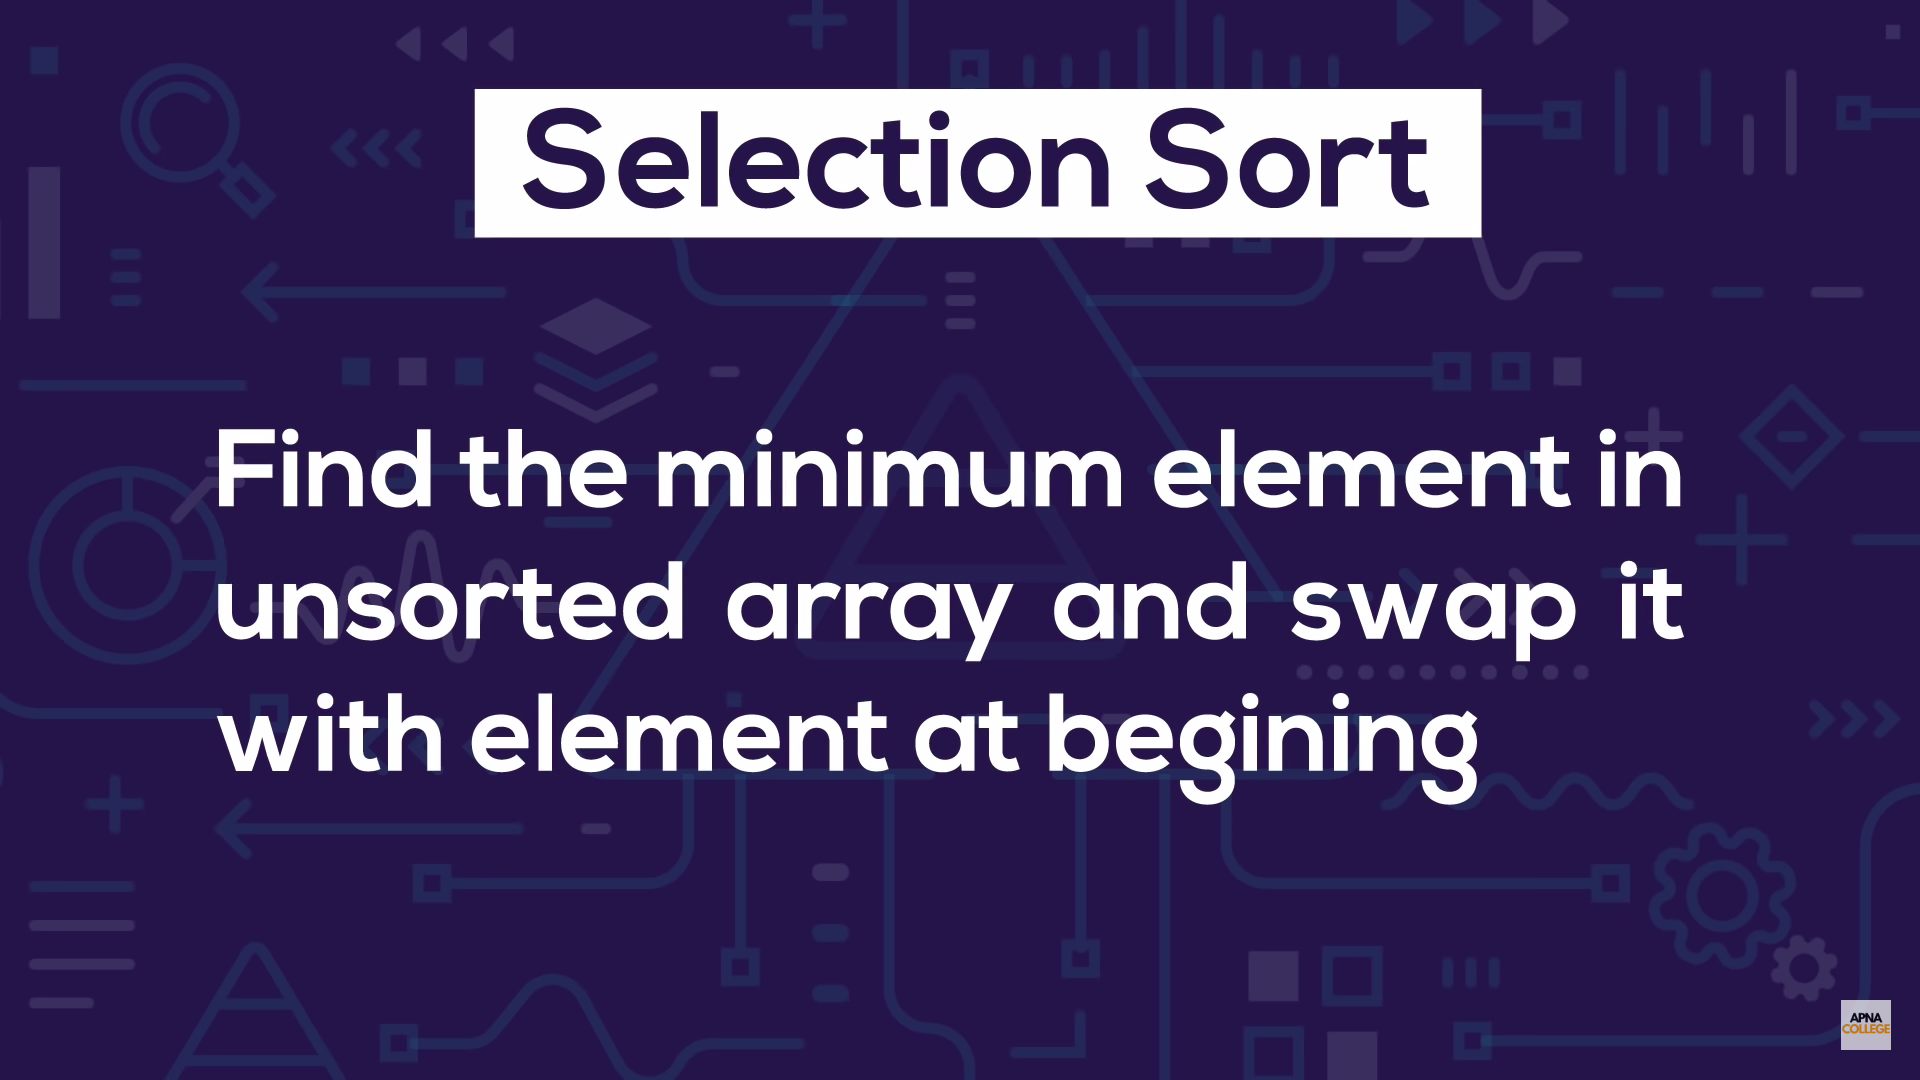 Selection Sort
Find the minimum element in
unsorted array and swap it
with element at begining
APNA
COLLEGE